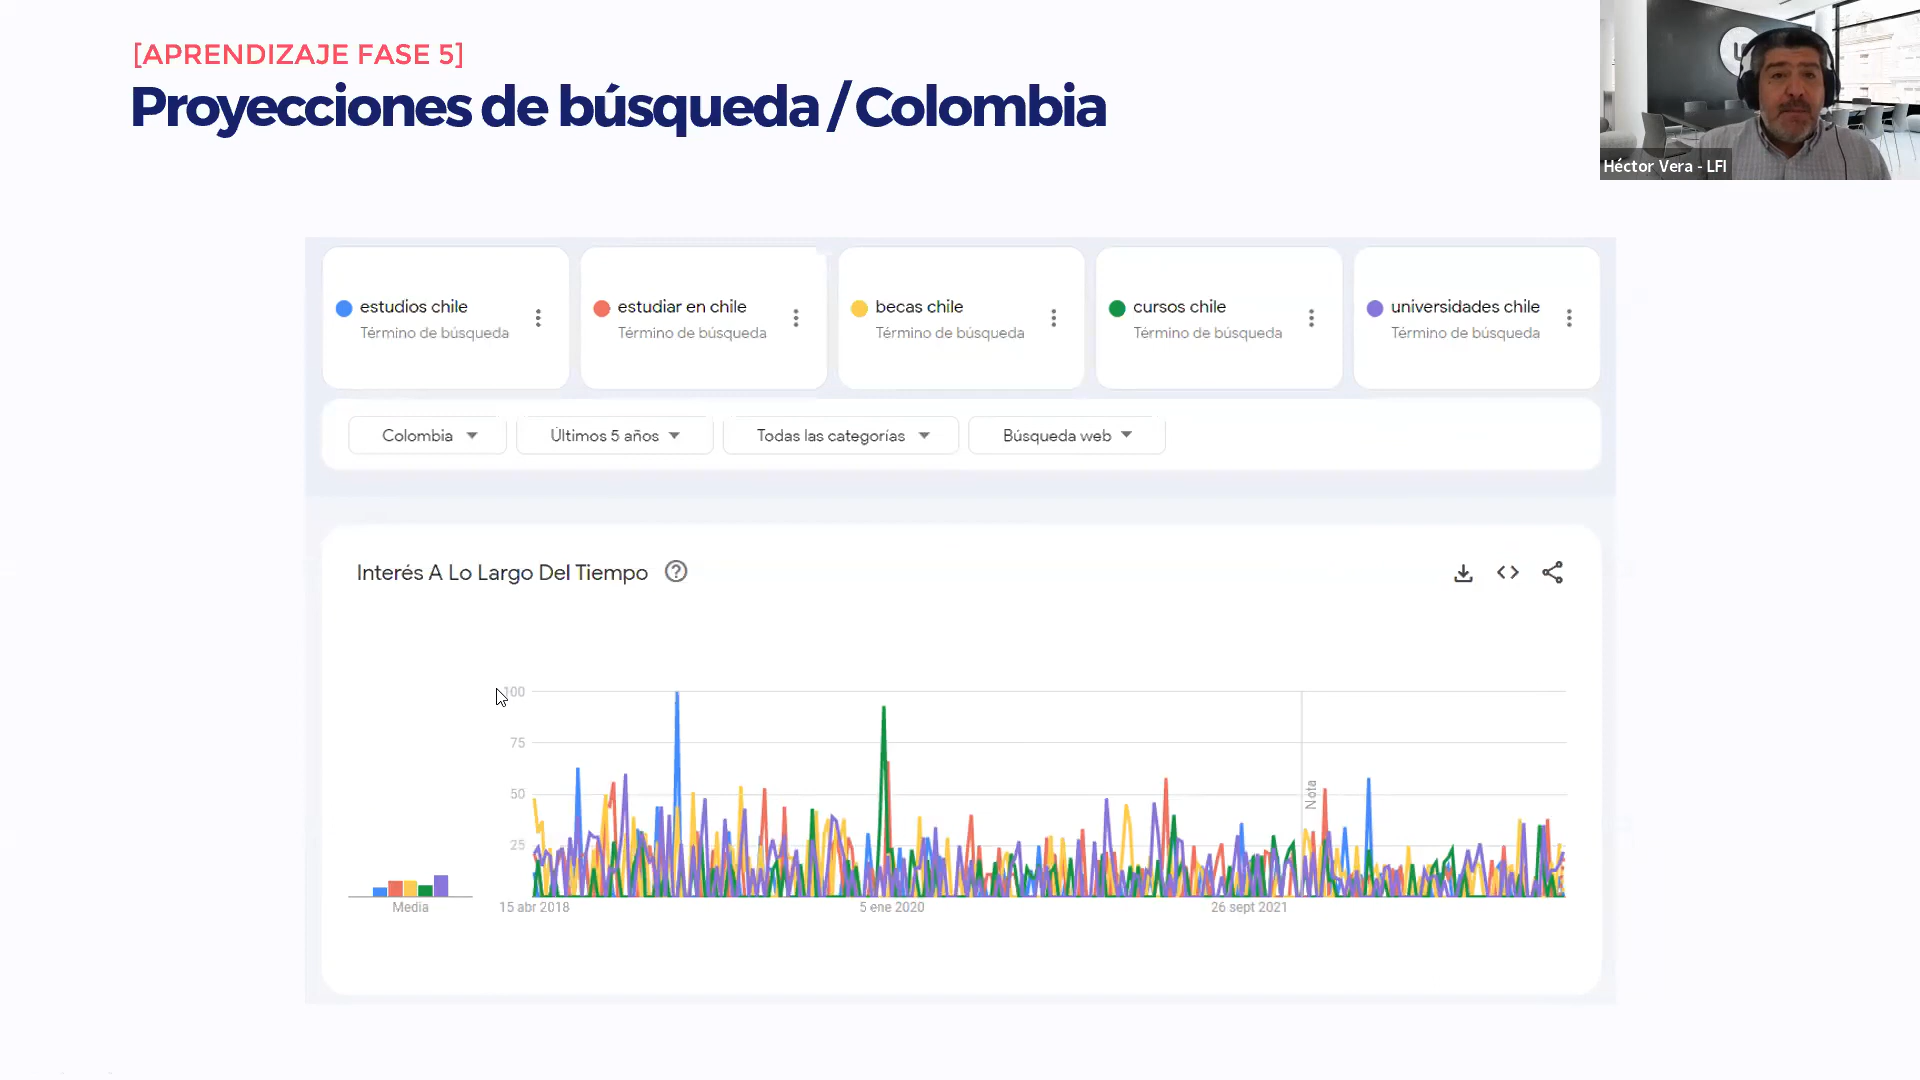 [APRENDIZAJE FASE 5]
Proyecciones de búsqueda / Colombia
Héctor Vera - LFI
estudios chile
Término de búsqueda
estudiar en chile
Término de búsqueda
becas chile
Término de búsqueda
cursos chile
Término de búsqueda
universidades chile
Término de búsqueda
Colombia
Últimos 5 años
Todas las categorías
Búsqueda web
Interés A Lo Largo Del Tiempo
100
75
50
25
Nota
Media
15 abr 2018
5 ene 2020
26 sept 2021